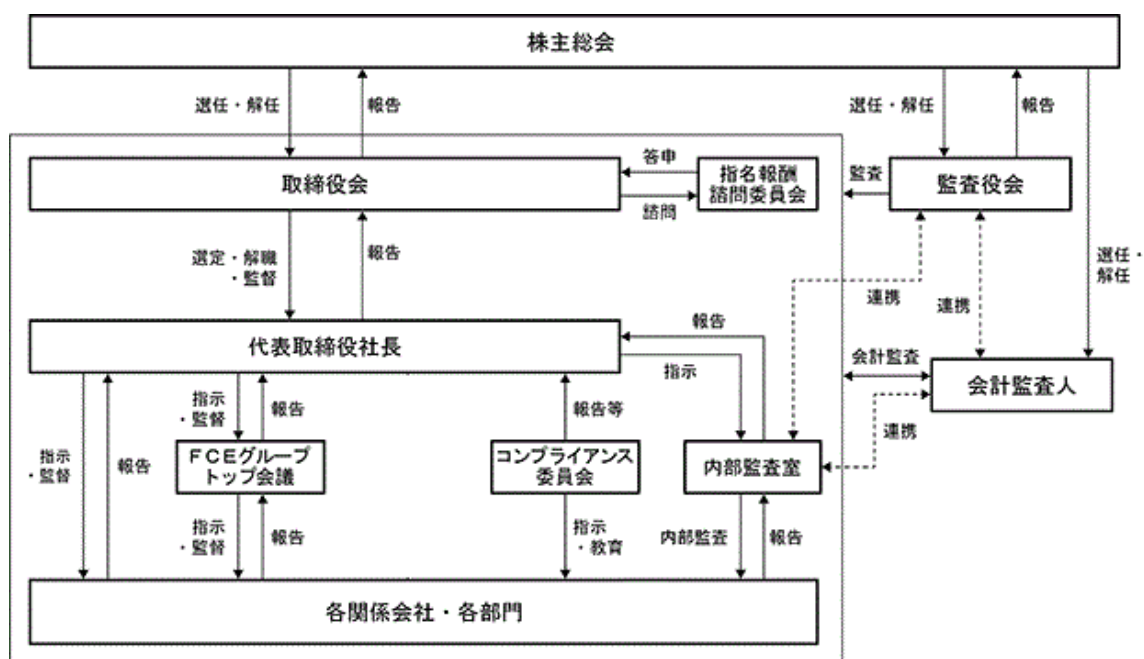 株主総会
選任・解任
報告
選任・解任
報告
選任・
解任
取締役会
答申
諮問
指名報酬
諮問委員会
監査
監査役会
選定・解職
・監督
報告
連携
連携
代表取締役社長
報告
指示
会計監査
会計監査人
連携
指示
・監督
報告
指示
・監督
報告
報告等
FCEグループ
トップ会議
コンプライアンス
委員会
内部監査室
指示
・監督
報告
指示
・教育
内部監査
報告
各関係会社・各部門